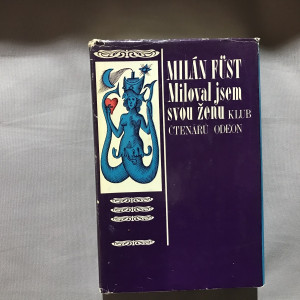 MILÁN FÜST
Miloval jsem
svou ženu KLUB
ČTENÁŘŮ ODEON